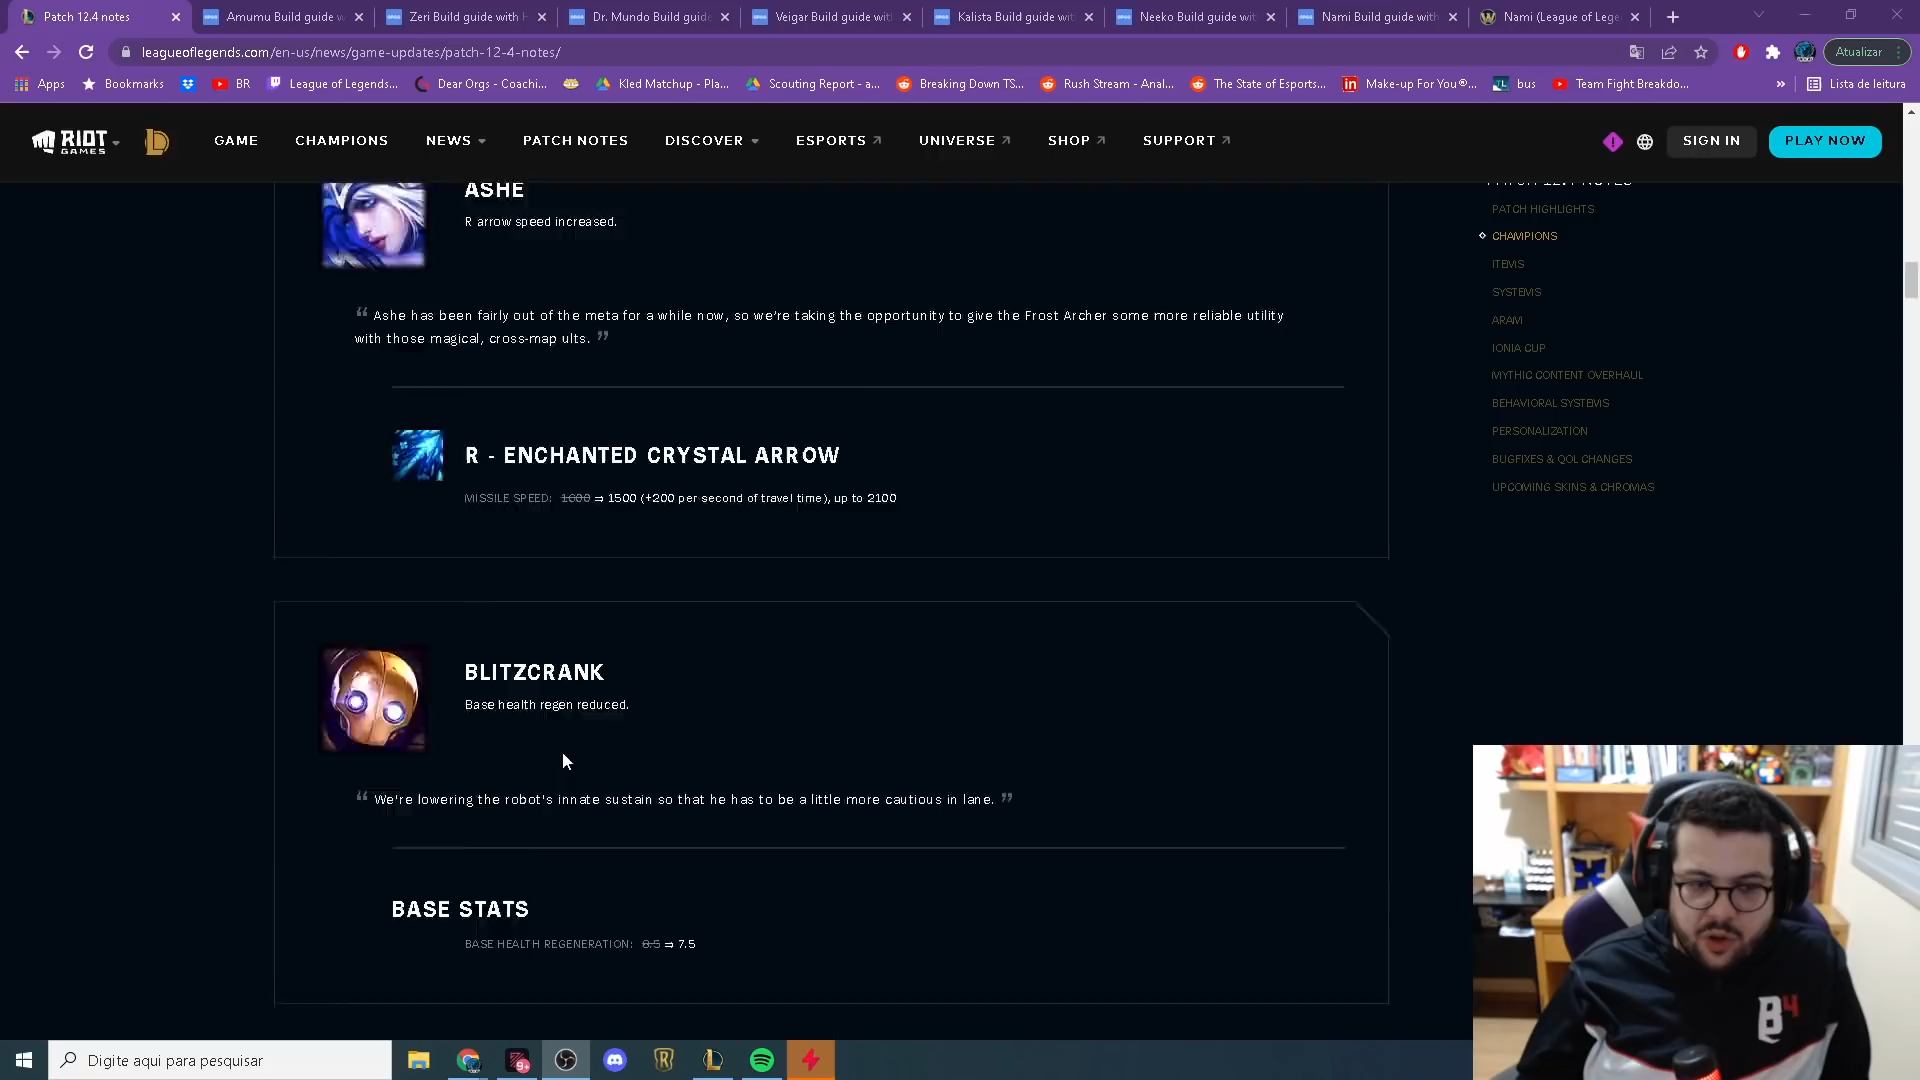 Patch 12.4 notes
Amumu Build guide w
Zeri Build guide with
Dr. Mundo Build guide
Veigar Build guide wit
Kalista Build guide wit
Neeko Build guide wit
Nami Build guide with
Nami (League of Lege
leagueoflegends.com/en-us/news/game-updates/patch-12-4-notes/
Atualizar
Apps
Bookmarks
BR
League of Legends...
Dear Orgs - Coachi...
Kled Matchup - Pla...
Scouting Report - a...
Breaking Down TS...
Rush Stream - Anal...
The State of Esports...
Make-up For You®...
bus
Team Fight Breakdo...
»
Lista de leitura
RIOT GAMES
GAME
CHAMPIONS
NEWS
PATCH NOTES
DISCOVER
ESPORTS
UNIVERSE
SHOP
SUPPORT
SIGN IN
PLAY NOW
ASHE
R arrow speed increased.
“ Ashe has been fairly out of the meta for a while now, so we're taking the opportunity to give the Frost Archer some more reliable utility
with those magical, cross-map ults. ”
R - ENCHANTED CRYSTAL ARROW
MISSILE SPEED: 1600 ⇒ 1500 (+200 per second of travel time), up to 2100
BLITZCRANK
Base health regen reduced.
“ We're lowering the robot's innate sustain so that he has to be a little more cautious in lane. ”
BASE STATS
BASE HEALTH REGENERATION: 8.5 ⇒ 7.5
PATCH 12.4 NOTES
PATCH HIGHLIGHTS
CHAMPIONS
ITEMS
SYSTEMS
ARAM
IONIA CUP
MYTHIC CONTENT OVERHAUL
BEHAVIORAL SYSTEMS
PERSONALIZATION
BUGFIXES & QOL CHANGES
UPCOMING SKINS & CHROMAS
B4
Digite aqui para pesquisar
9+